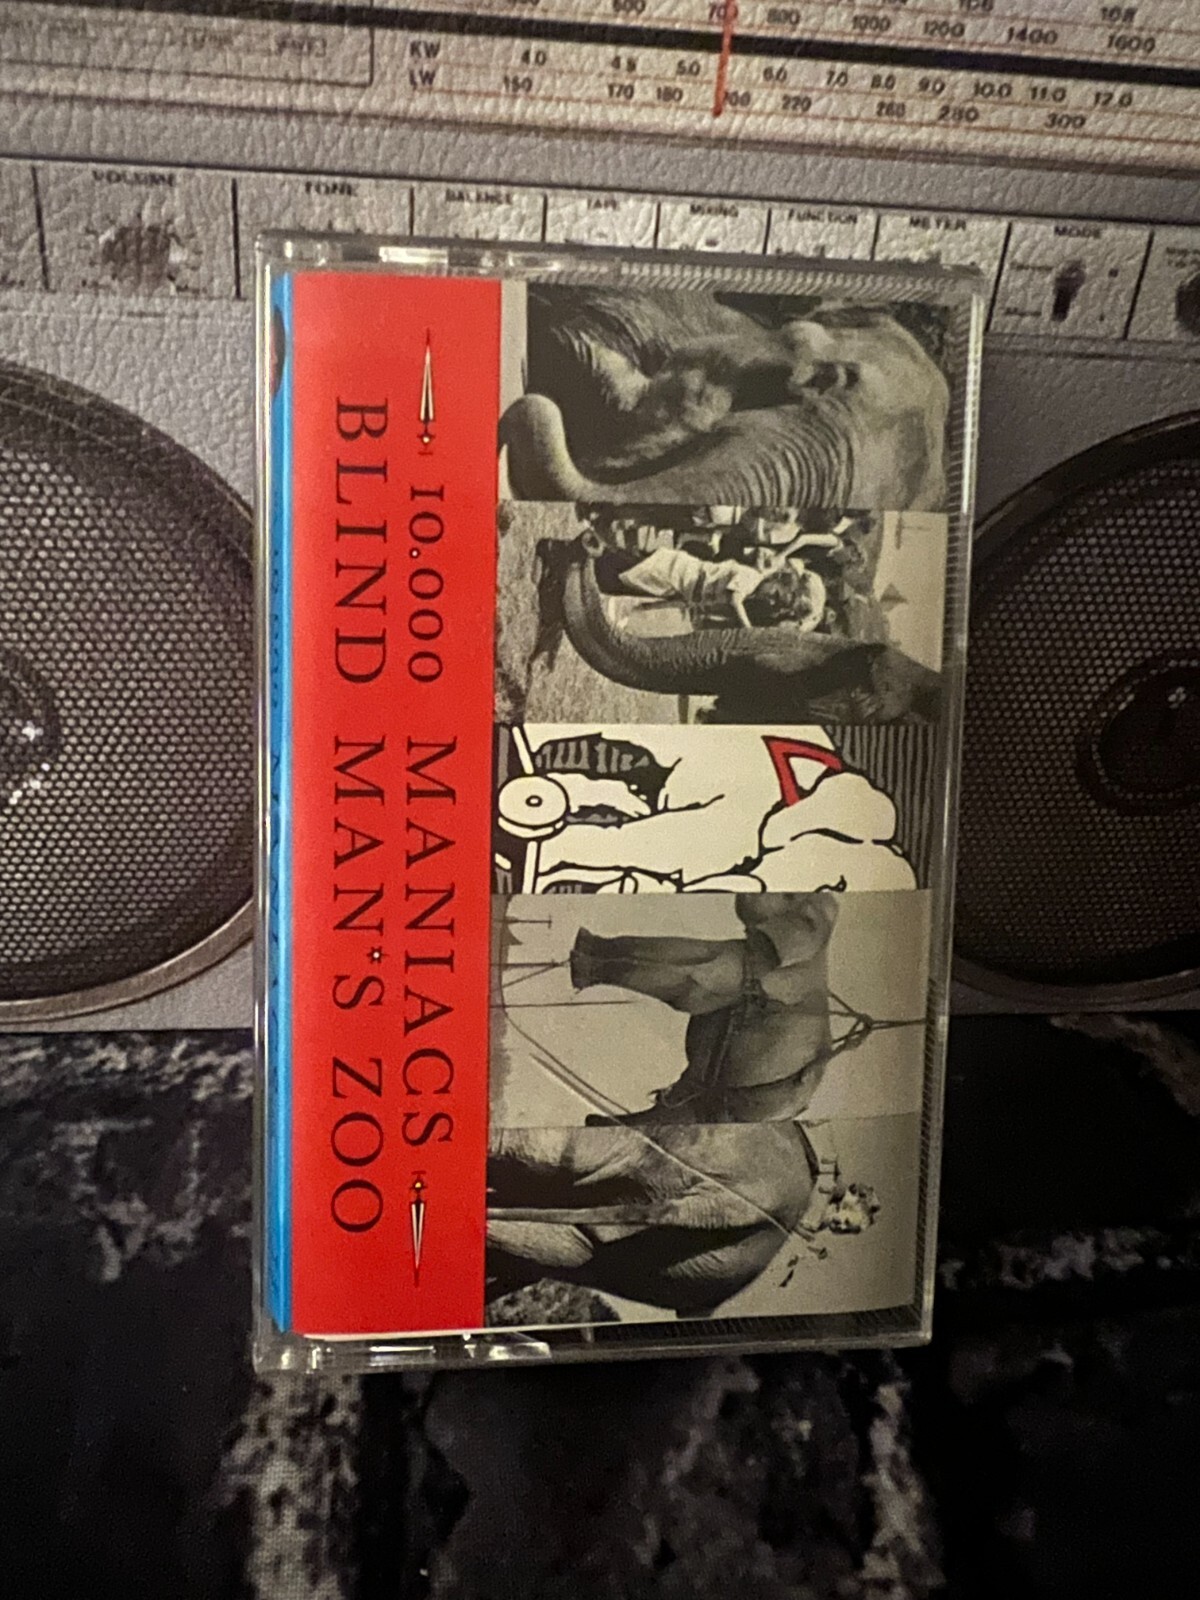 700 800 1000 1200 1400 1600
KW 4.0 4.8 5.0 6.0 7.0 8.0 9.0 10.0 11.0 12.0
LW 150 170 180 200 220 260 280 300
VOLUME TONE BALANCE TAPE MIXING FUNCTION METER MODE
10.000 MANIACS
BLIND MAN*S ZOO